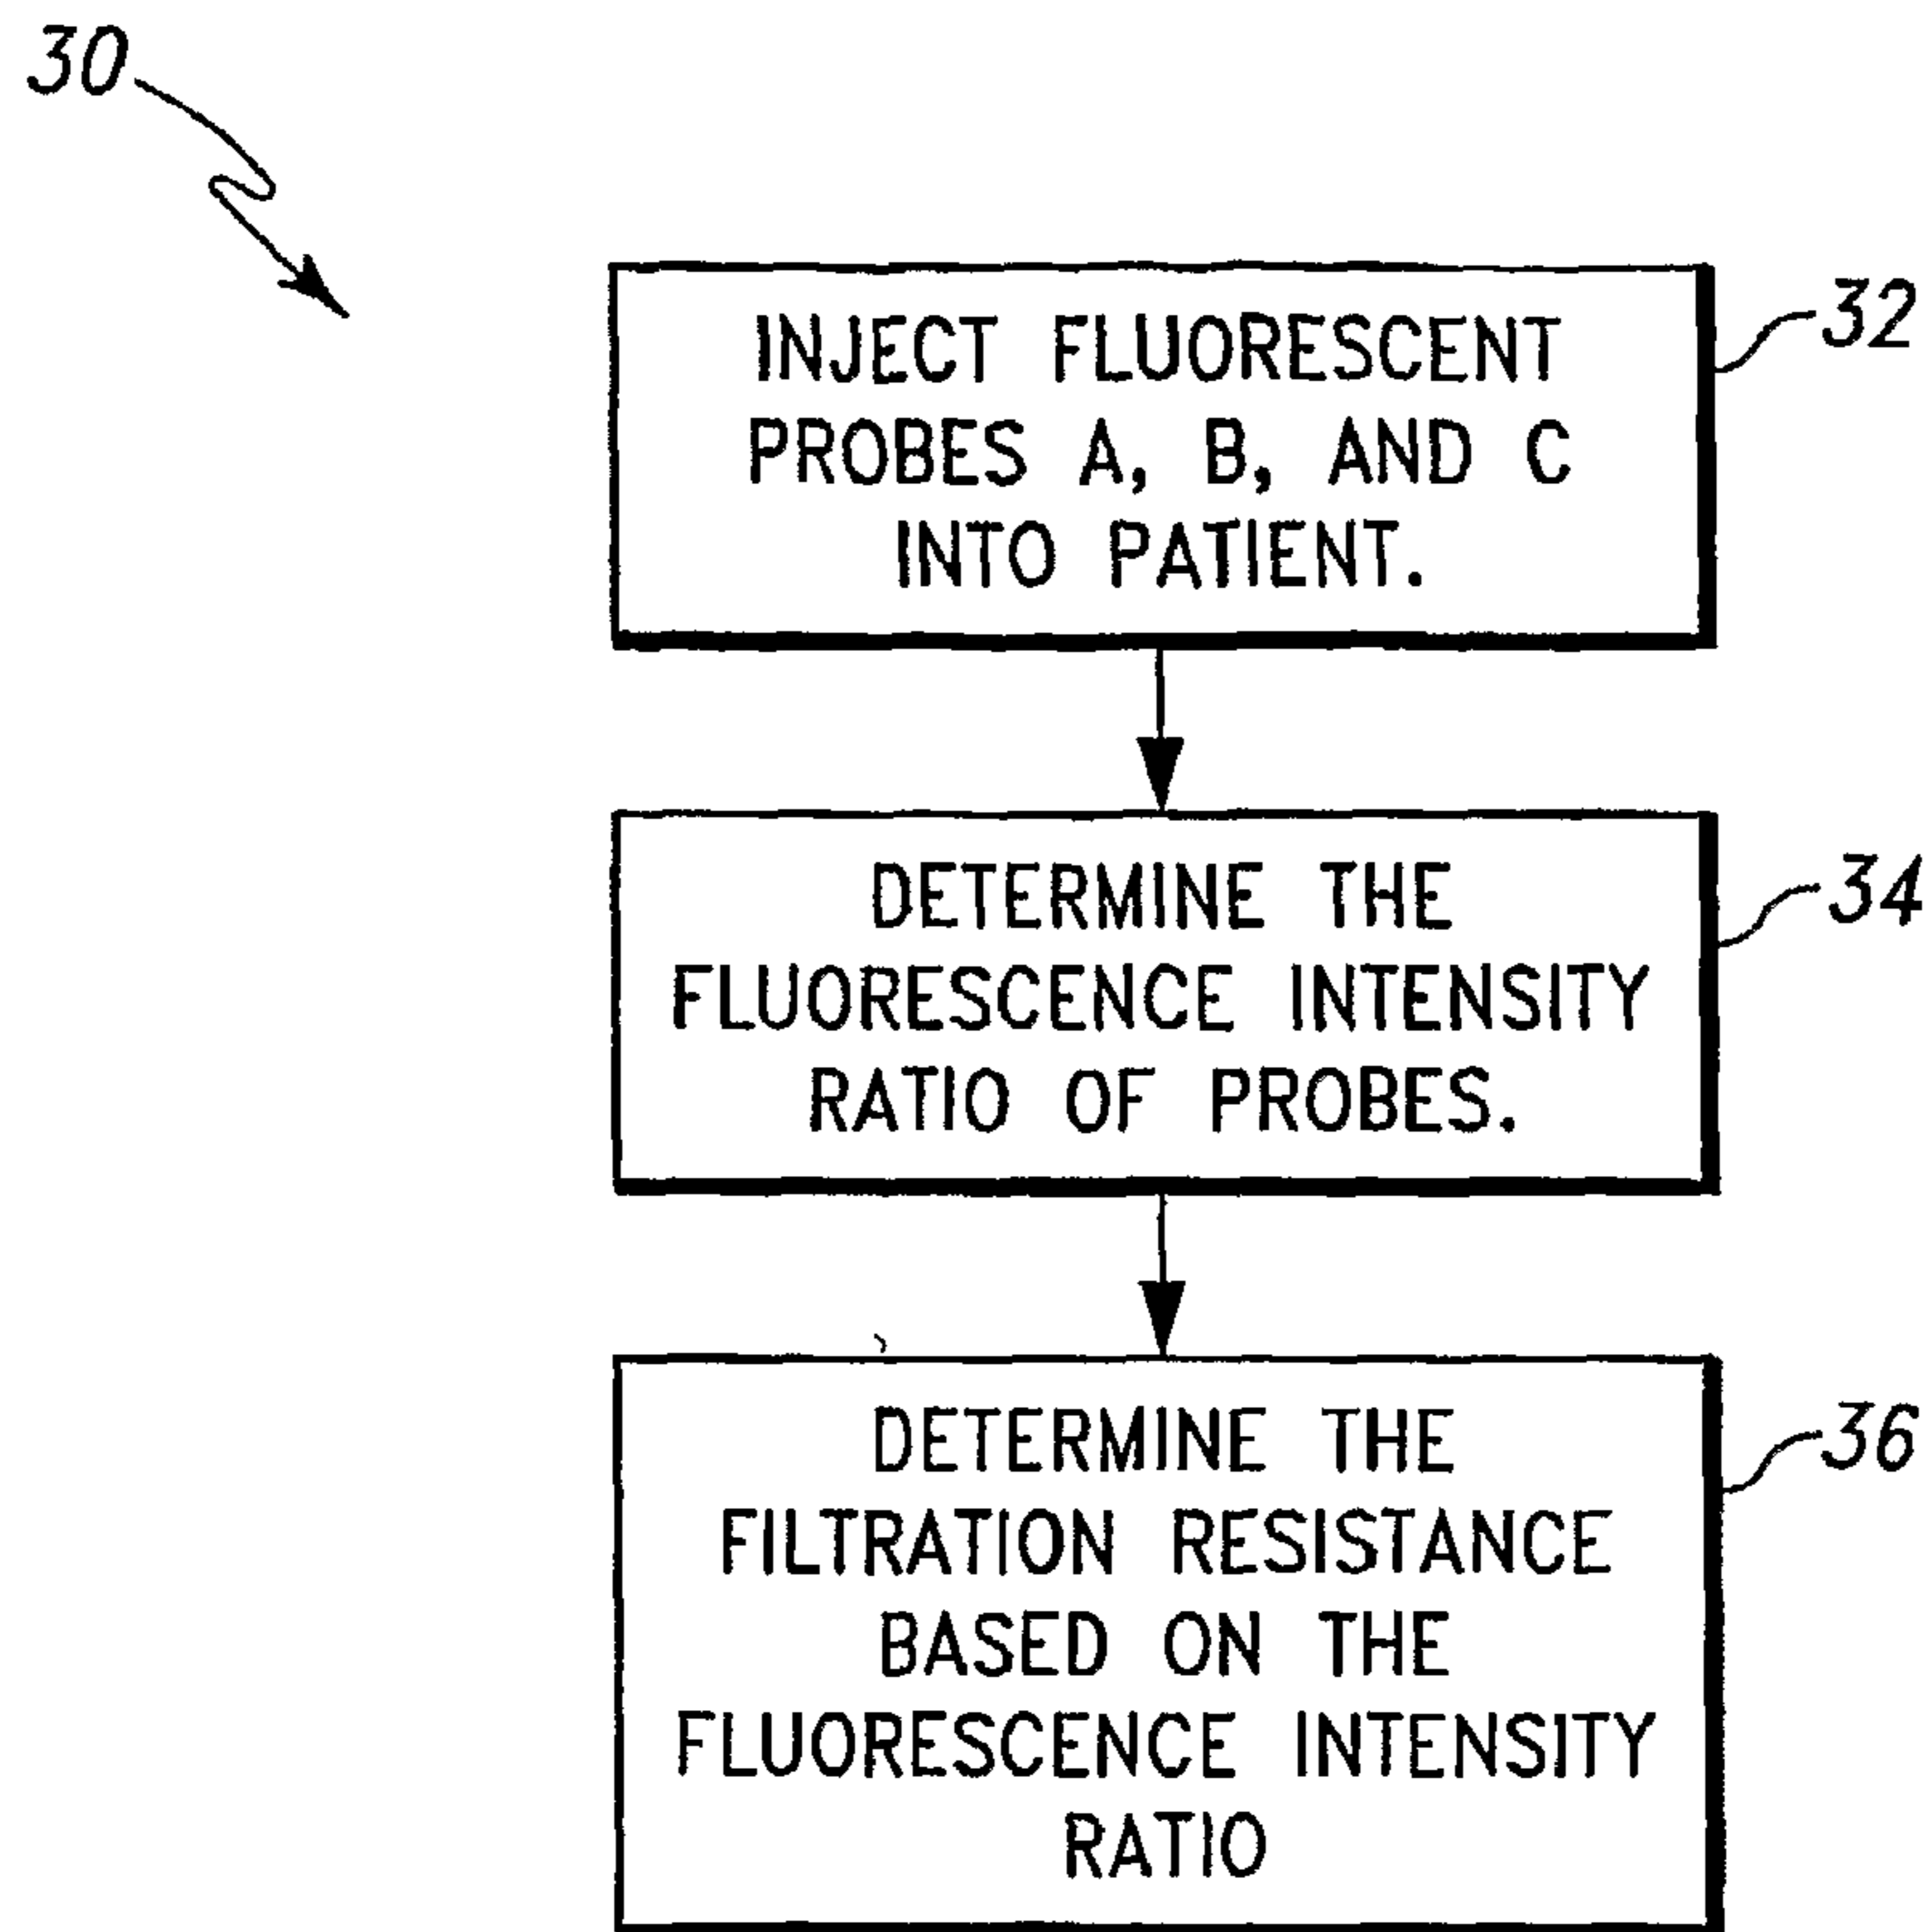 30
INJECT FLUORESCENT
PROBES A, B, AND C
INTO PATIENT.
32
DETERMINE THE
FLUORESCENCE INTENSITY
RATIO OF PROBES.
34
DETERMINE THE
FILTRATION RESISTANCE
BASED ON THE
FLUORESCENCE INTENSITY
RATIO
36